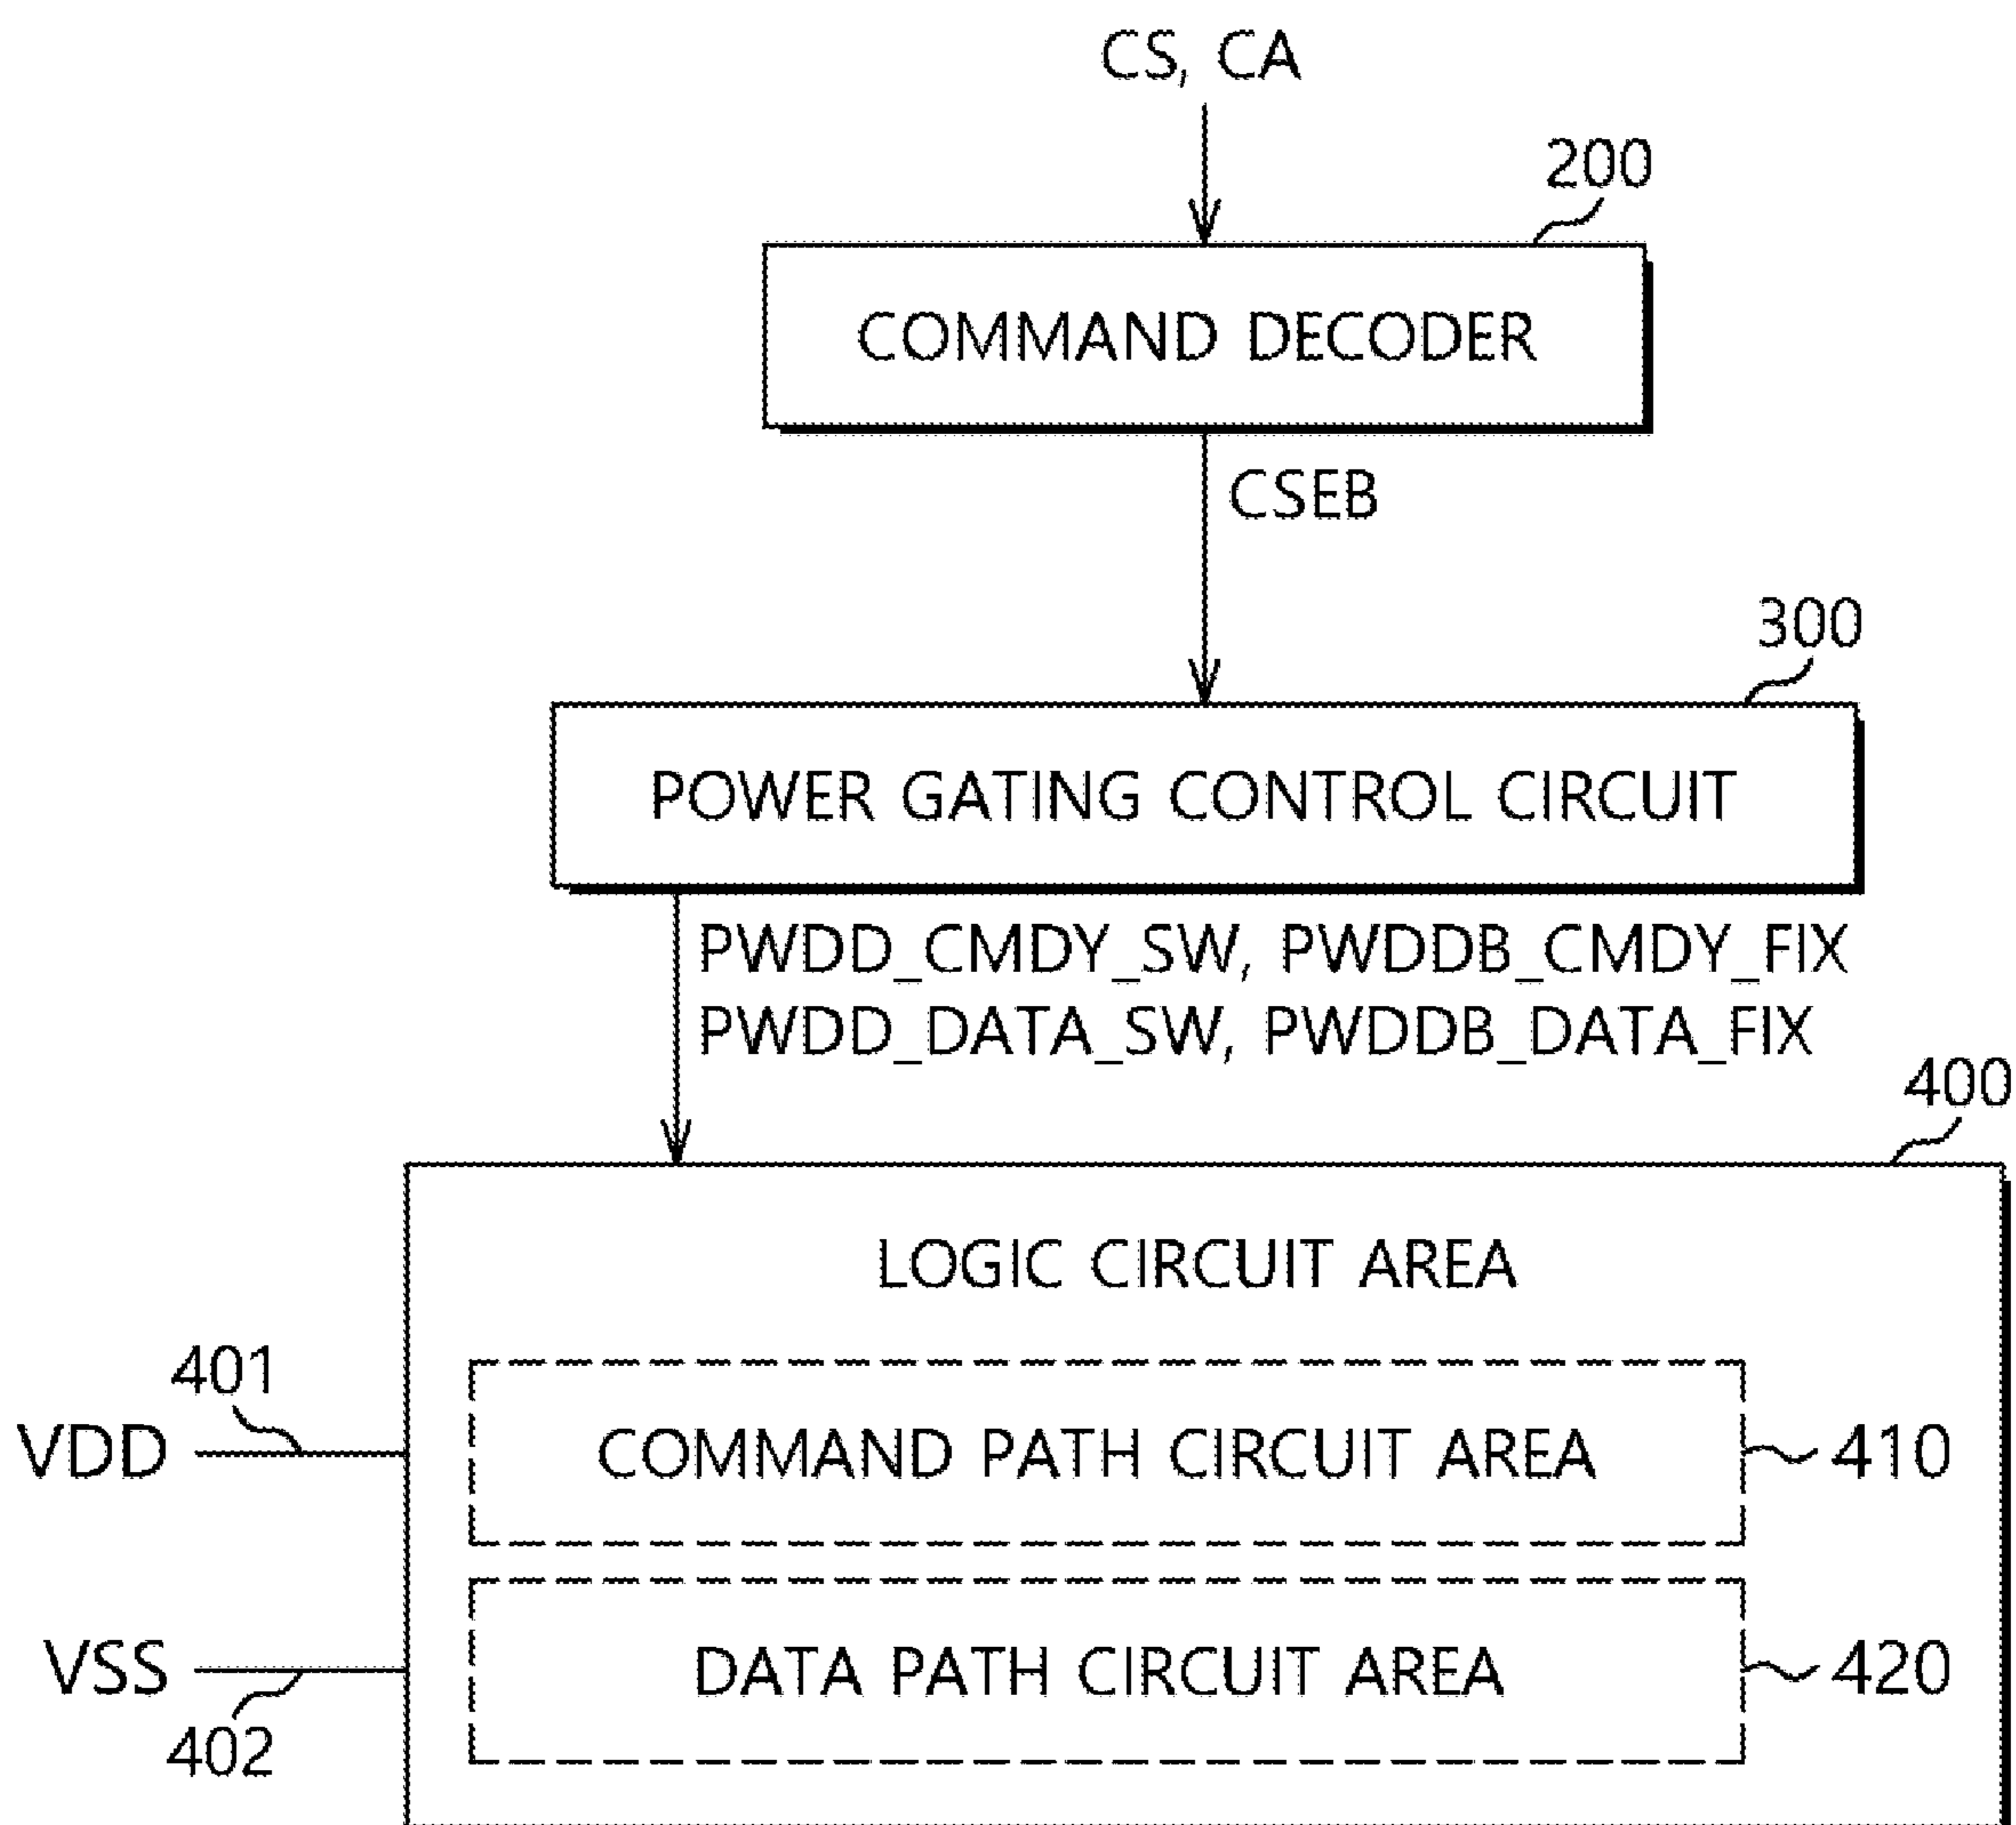 CS, CA
200
COMMAND DECODER
CSEB
300
POWER GATING CONTROL CIRCUIT
PWDD_CMDY_SW, PWDDB_CMDY_FIX
PWDD_DATA_SW, PWDDB_DATA_FIX
400
LOGIC CIRCUIT AREA
401
VDD
COMMAND PATH CIRCUIT AREA
410
VSS
402
DATA PATH CIRCUIT AREA
420